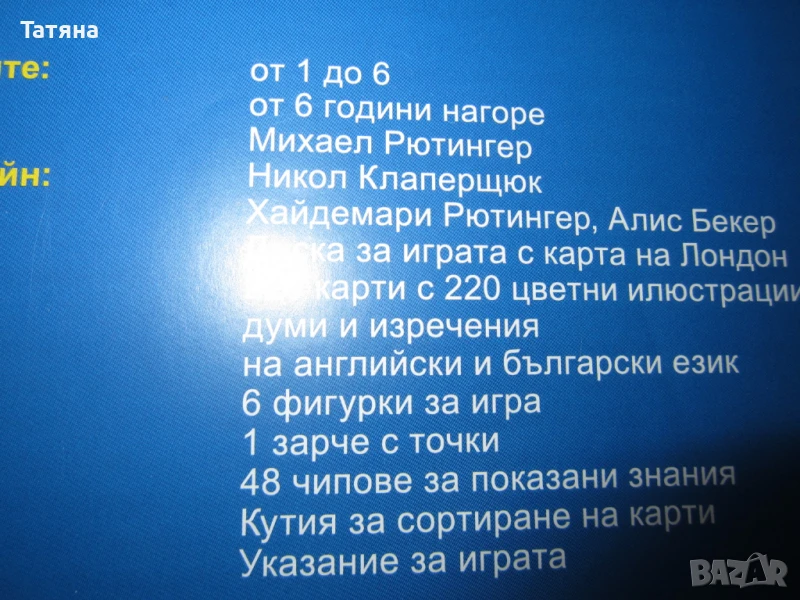 Татяна
ите: от 1 до 6
от 6 години нагоре
Михаел Рютингер
йн: Никол Клаперщюк
Хайдемари Рютингер, Алис Бекер
за играта с карта на Лондон
карти с 220 цветни илюстрации
думи и изречения
на английски и български език
6 фигурки за игра
1 зарче с точки
48 чипове за показани знания
Кутия за сортиране на карти
Указание за играта
BAZAR